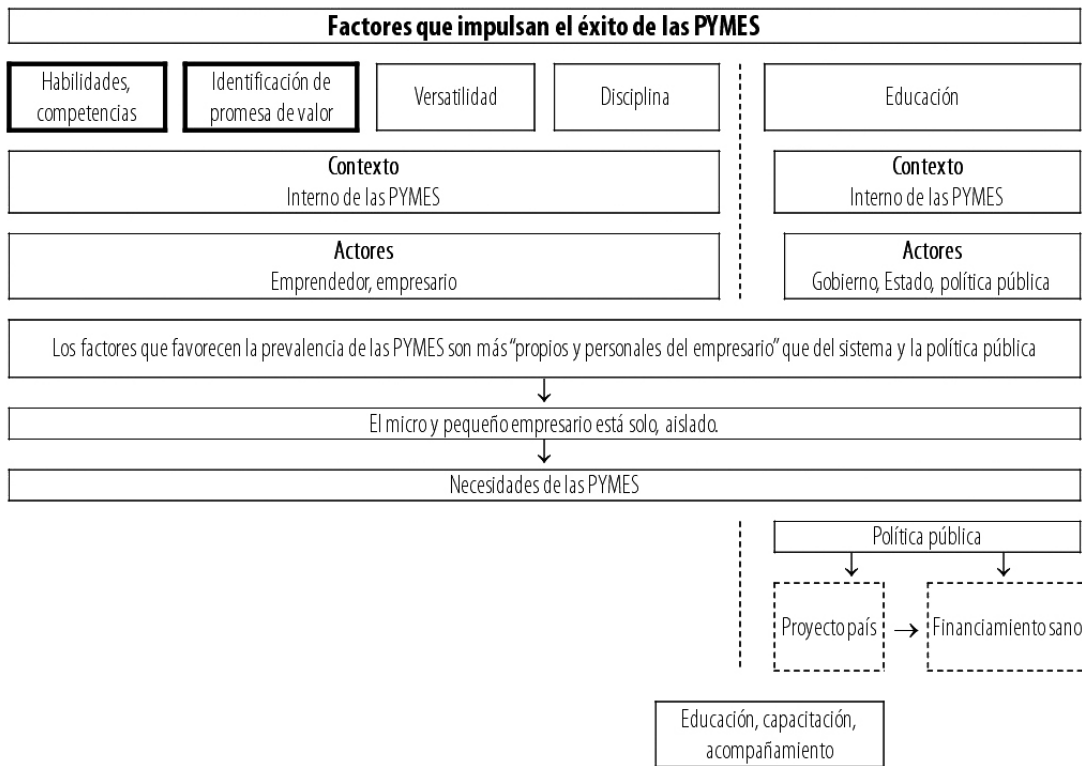 Factores que impulsan el éxito de las PYMES
Habilidades,
competencias
Identificación de
promesa de valor
Versatilidad
Disciplina
Educación
Contexto
Interno de las PYMES
Contexto
Interno de las PYMES
Actores
Emprendedor, empresario
Actores
Gobierno, Estado, política pública
Los factores que favorecen la prevalencia de las PYMES son más “propios y personales del empresario” que del sistema y la política pública
El micro y pequeño empresario está solo, aislado.
Necesidades de las PYMES
Política pública
Proyecto país
Financiamiento sano
Educación, capacitación,
acompañamiento